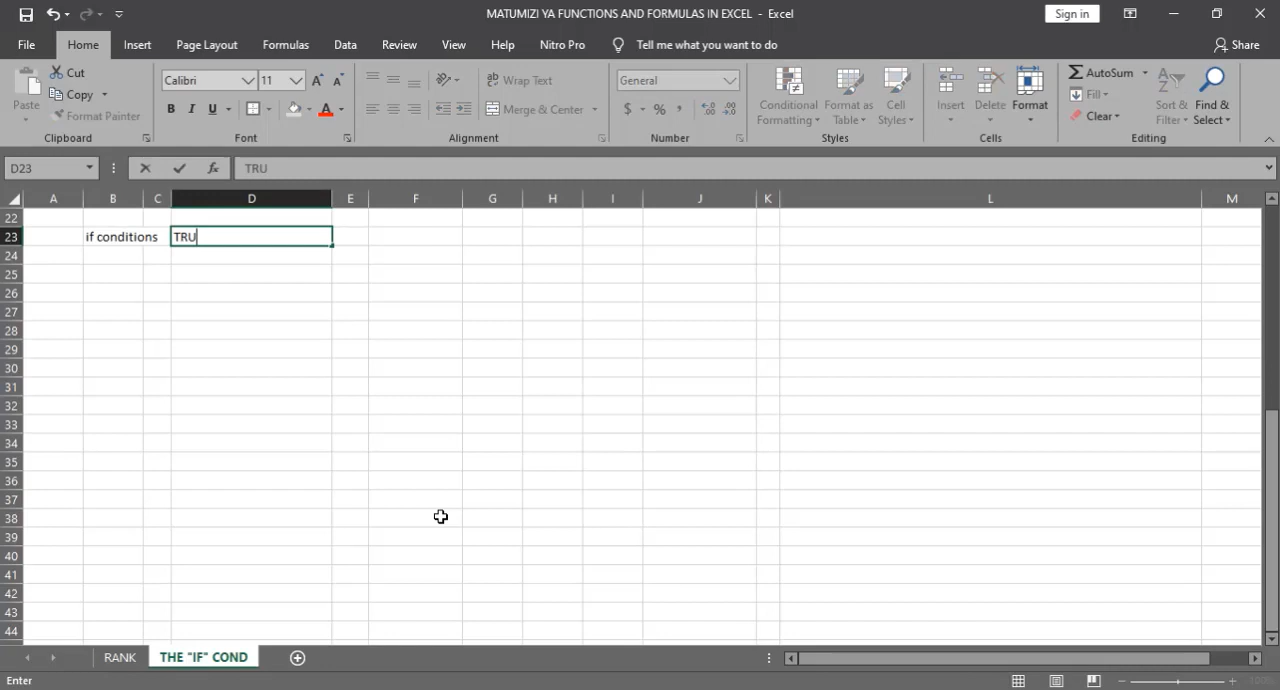 MATUMIZI YA FUNCTIONS AND FORMULAS IN EXCEL - Excel
Sign in
File Home Insert Page Layout Formulas Data Review View Help Nitro Pro Tell me what you want to do Share
Paste
Cut
Copy
Format Painter
Clipboard
Calibri 11
B I U
Font
Wrap Text
Merge & Center
Alignment
General
$ %
Number
Conditional Formatting
Format as Table
Cell Styles
Styles
Insert Delete Format
Cells
AutoSum
Fill
Clear
Sort & Filter
Find & Select
Editing
D23 fx TRU
A B C D E F G H I J K L M
22
23 if conditions TRU
24
25
26
27
28
29
30
31
32
33
34
35
36
37
38
39
40
41
42
43
44
RANK THE "IF" COND
Enter 100%